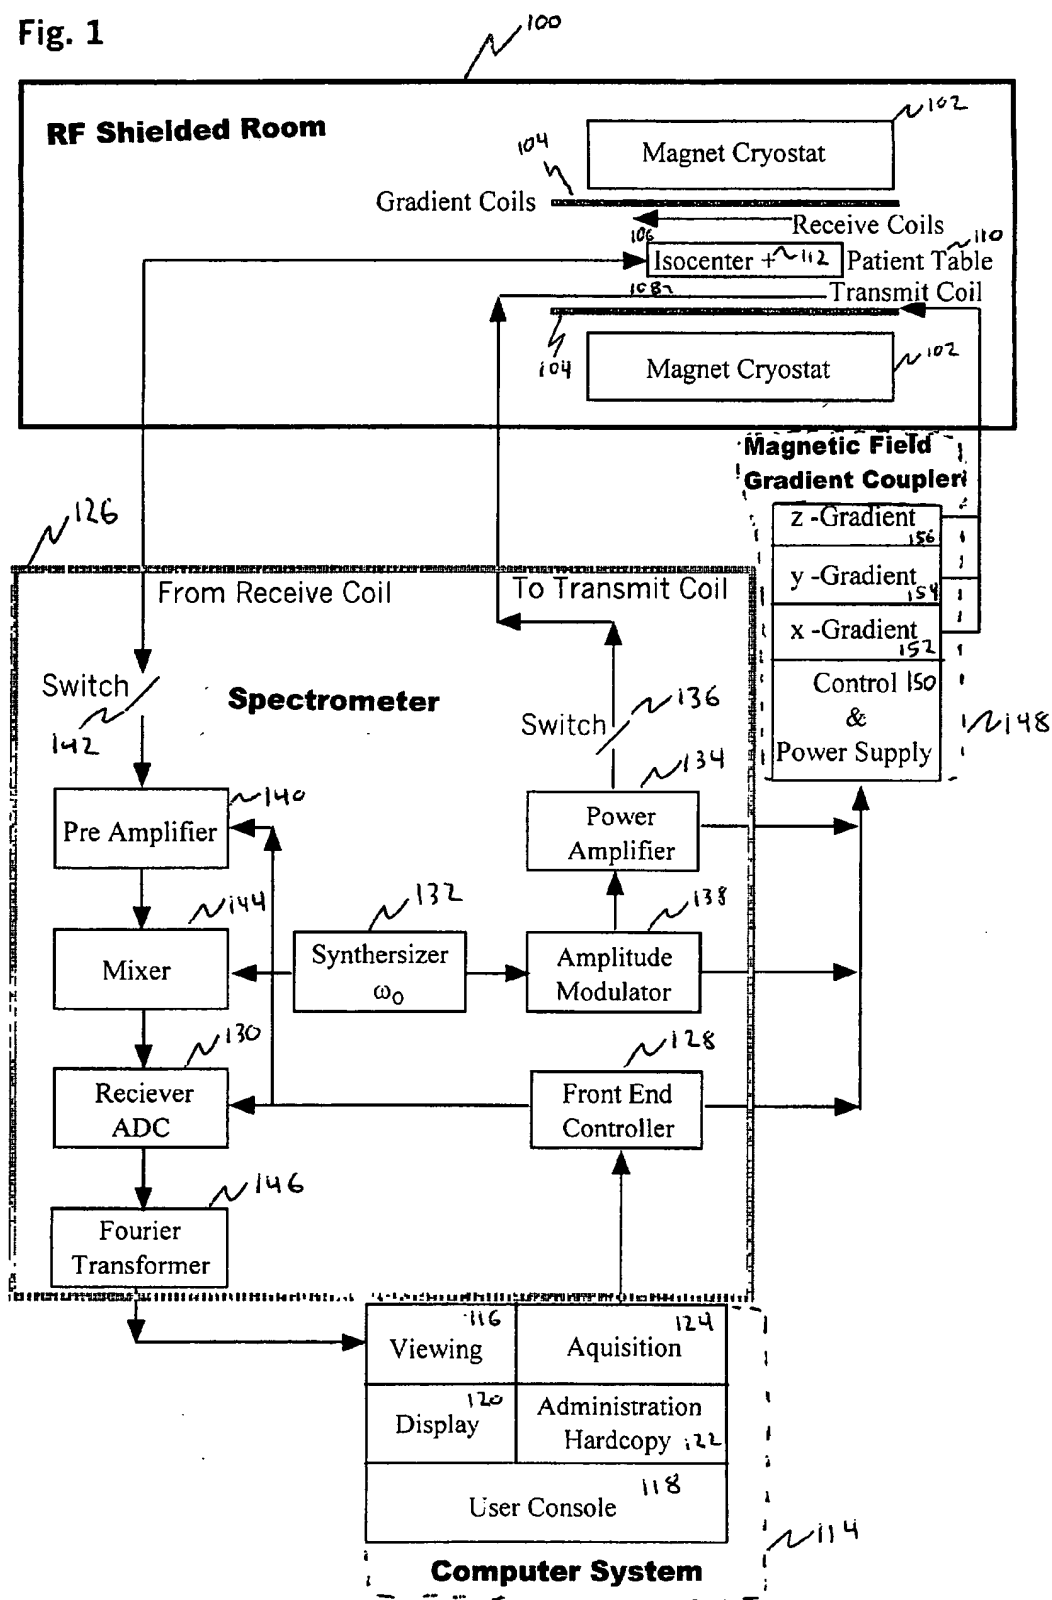 Fig. 1
100
RF Shielded Room
102
Magnet Cryostat
104
Gradient Coils
Receive Coils
106
110
Isocenter + 112
Patient Table
108
Transmit Coil
104
102
Magnet Cryostat
Magnetic Field
Gradient Coupler
z -Gradient
156
y -Gradient
154
x -Gradient
152
Control 150
&
Power Supply
148
126
From Receive Coil
To Transmit Coil
Switch
142
Spectrometer
Switch
136
134
Power
Amplifier
140
Pre Amplifier
144
Mixer
132
Synthersizer
ω₀
138
Amplitude
Modulator
130
Reciever
ADC
128
Front End
Controller
146
Fourier
Transformer
116
Viewing
124
Aquisition
120
Display
Administration
Hardcopy 122
118
User Console
114
Computer System